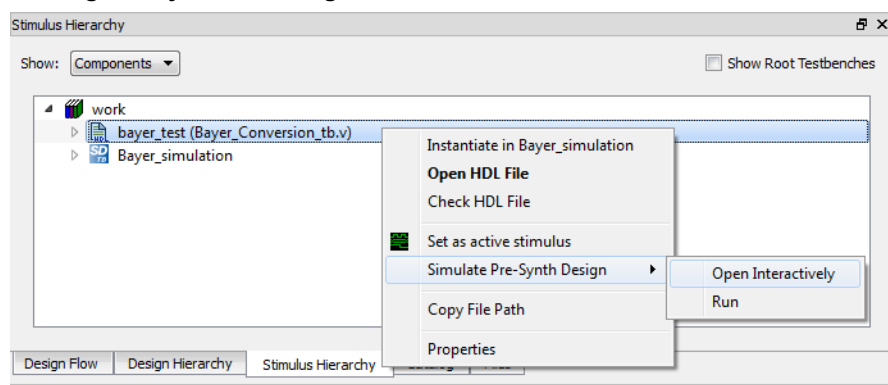 Stimulus Hierarchy
Show: Components
Show Root Testbenches
work
bayer_test (Bayer_Conversion_tb.v)
Bayer_simulation
Instantiate in Bayer_simulation
Open HDL File
Check HDL File
Set as active stimulus
Simulate Pre-Synth Design
Open Interactively
Run
Copy File Path
Properties
Design Flow Design Hierarchy Stimulus Hierarchy